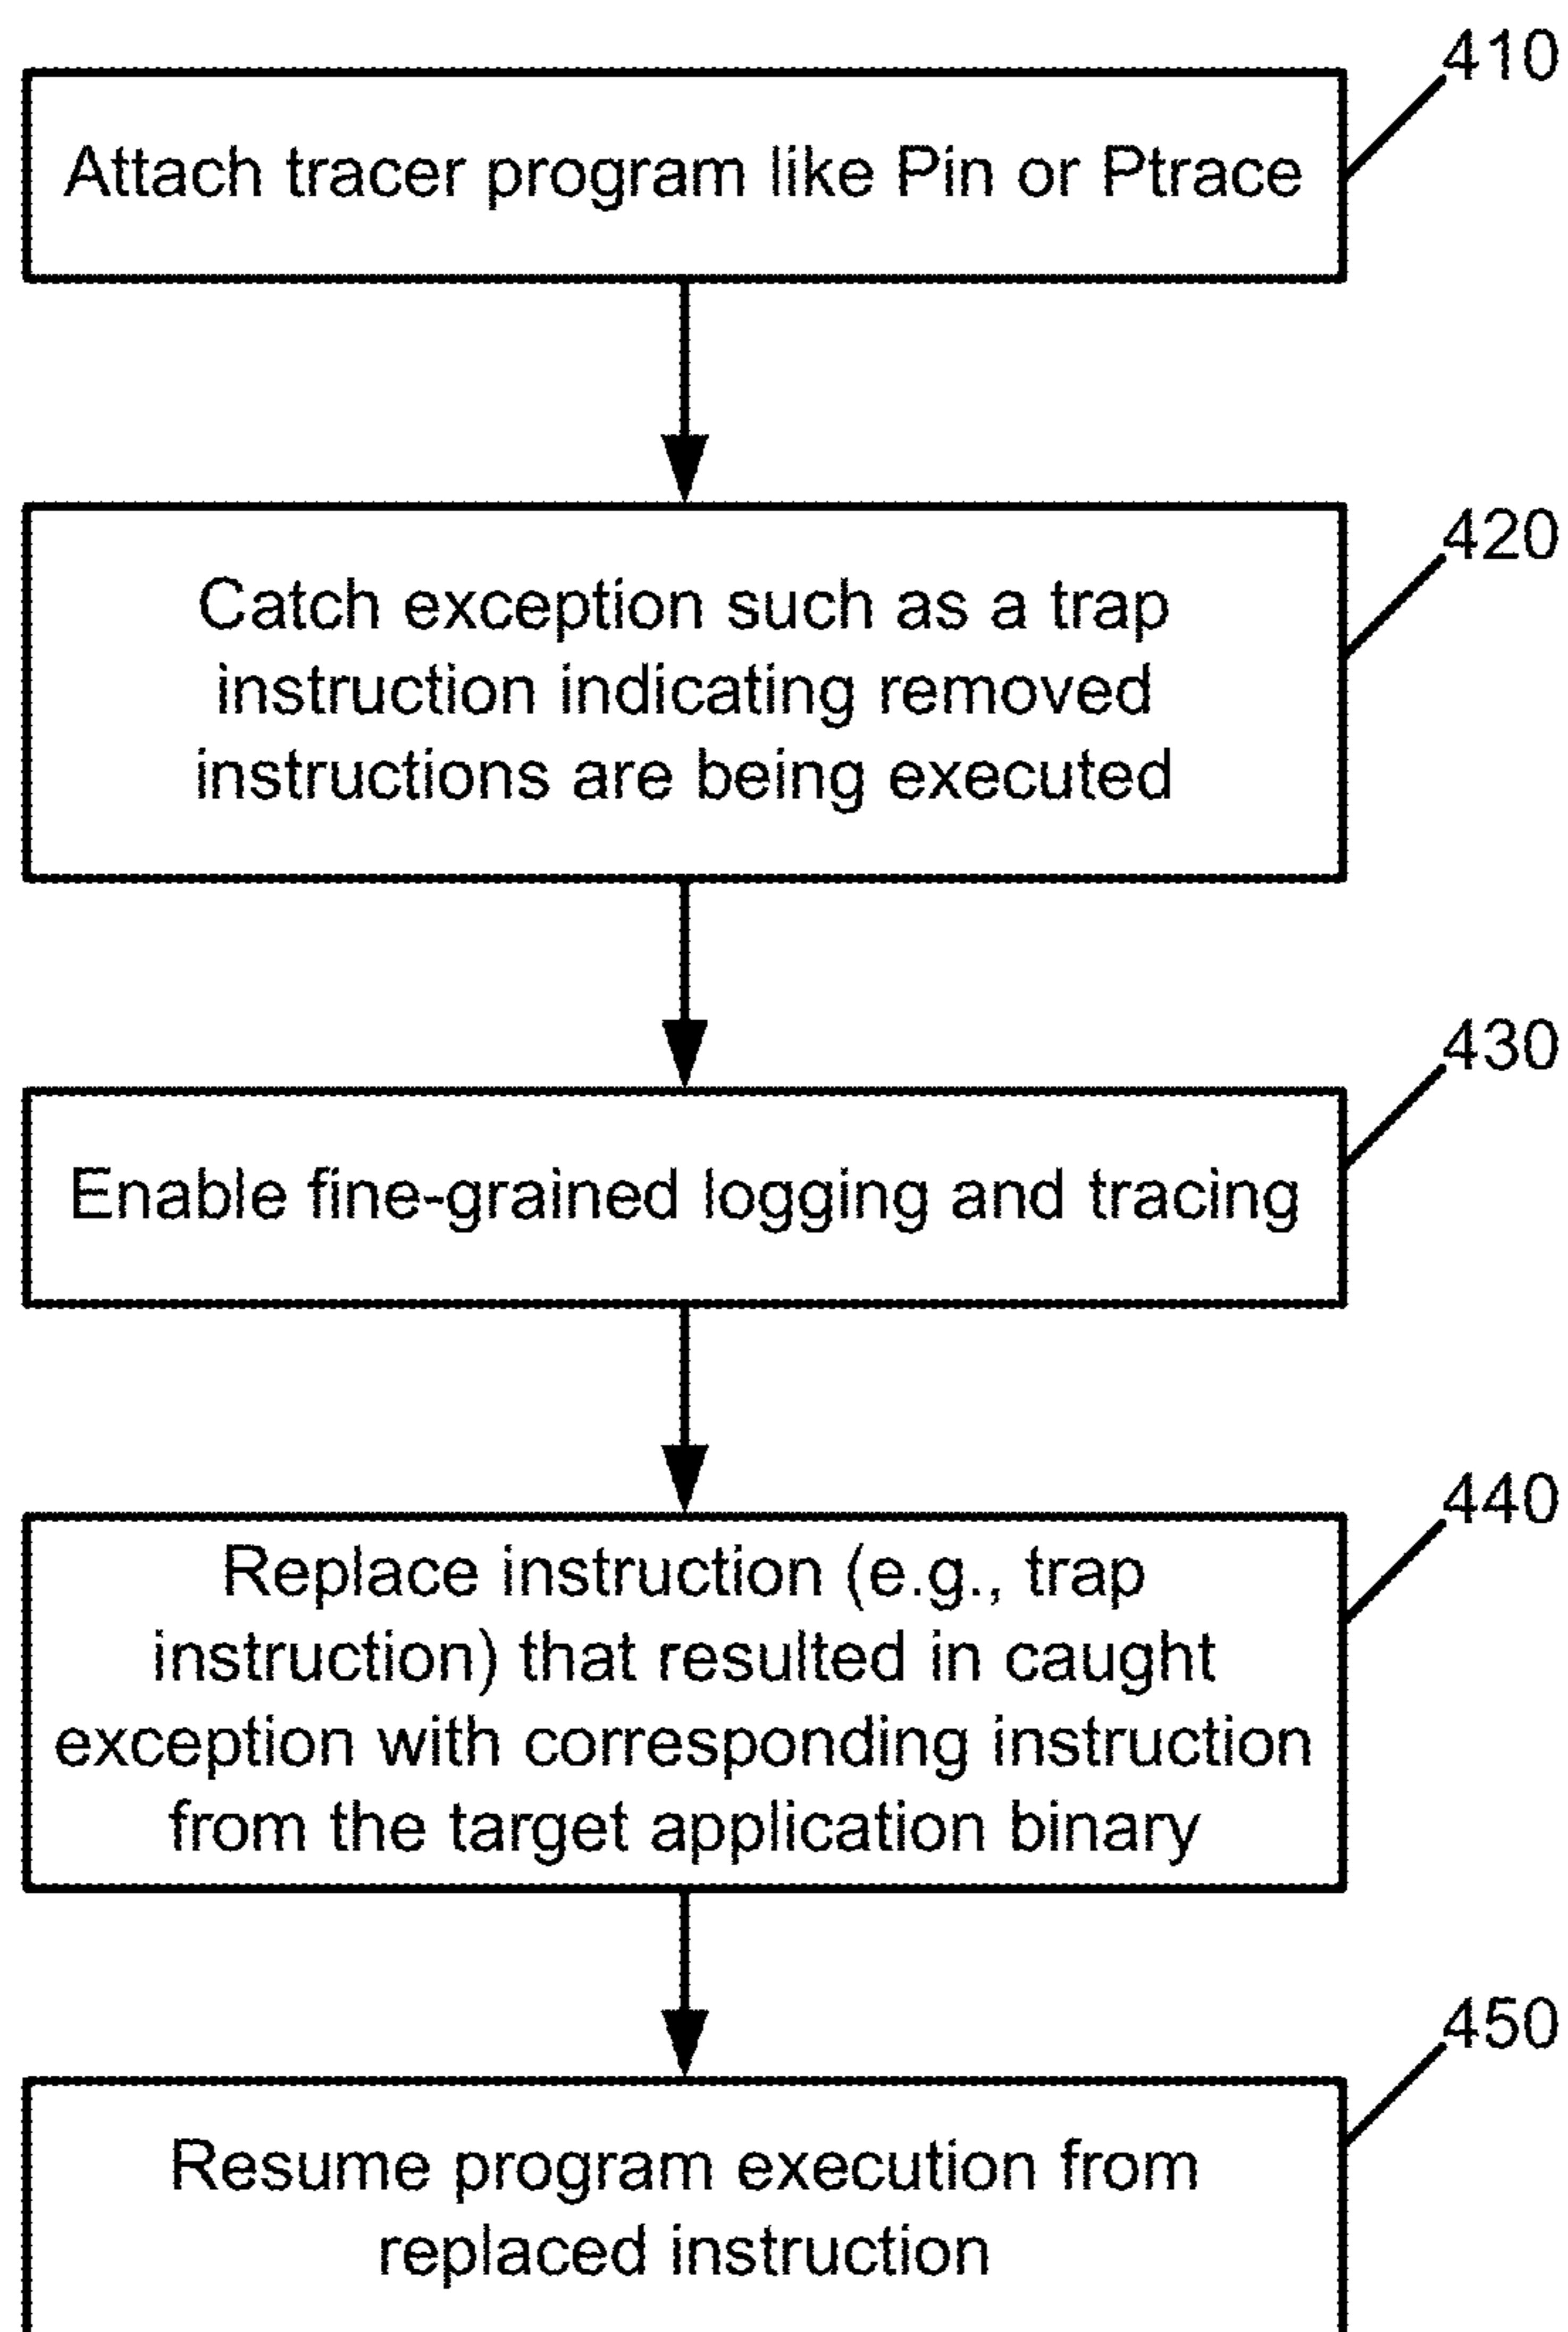 410
Attach tracer program like Pin or Ptrace
420
Catch exception such as a trap
instruction indicating removed
instructions are being executed
430
Enable fine-grained logging and tracing
440
Replace instruction (e.g., trap
instruction) that resulted in caught
exception with corresponding instruction
from the target application binary
450
Resume program execution from
replaced instruction